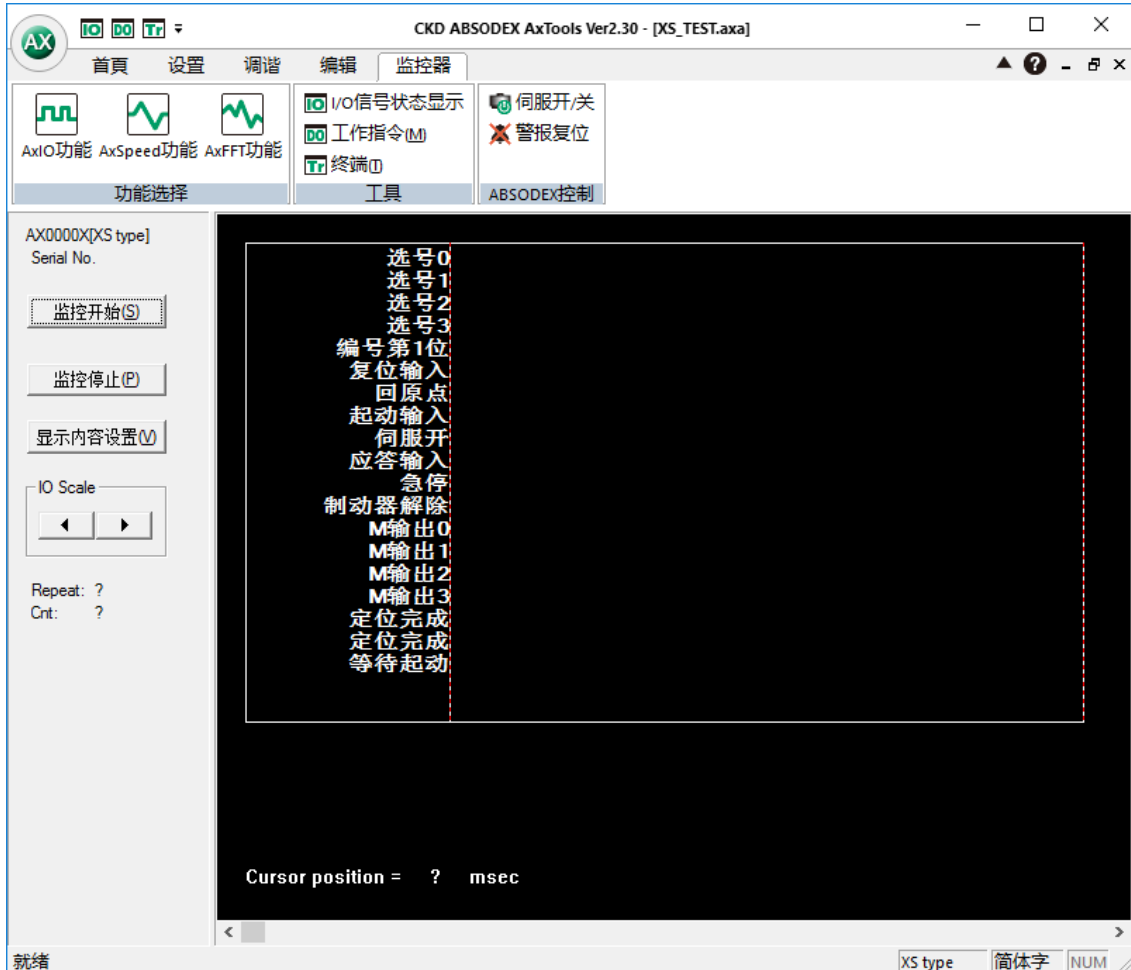 AX
IO DO Tr
CKD ABSODEX AxTools Ver2.30 - [XS_TEST.axa]
首頁 设置 调谐 编辑 监控器
AxIO功能 AxSpeed功能 AxFFT功能
功能选择
IO I/O信号状态显示
DO 工作指令(M)
Tr 终端(T)
工具
伺服开/关
警报复位
ABSODEX控制
AX0000X[XS type]
Serial No.
监控开始(S)
监控停止(P)
显示内容设置(V)
IO Scale
Repeat: ?
Cnt: ?
选号0
选号1
选号2
选号3
编号第1位
复位输入
回原点
起动输入
伺服开
应答输入
急停
制动器解除
M输出0
M输出1
M输出2
M输出3
定位完成
定位完成
等待起动
Cursor position = ? msec
就绪
XS type 简体字 NUM